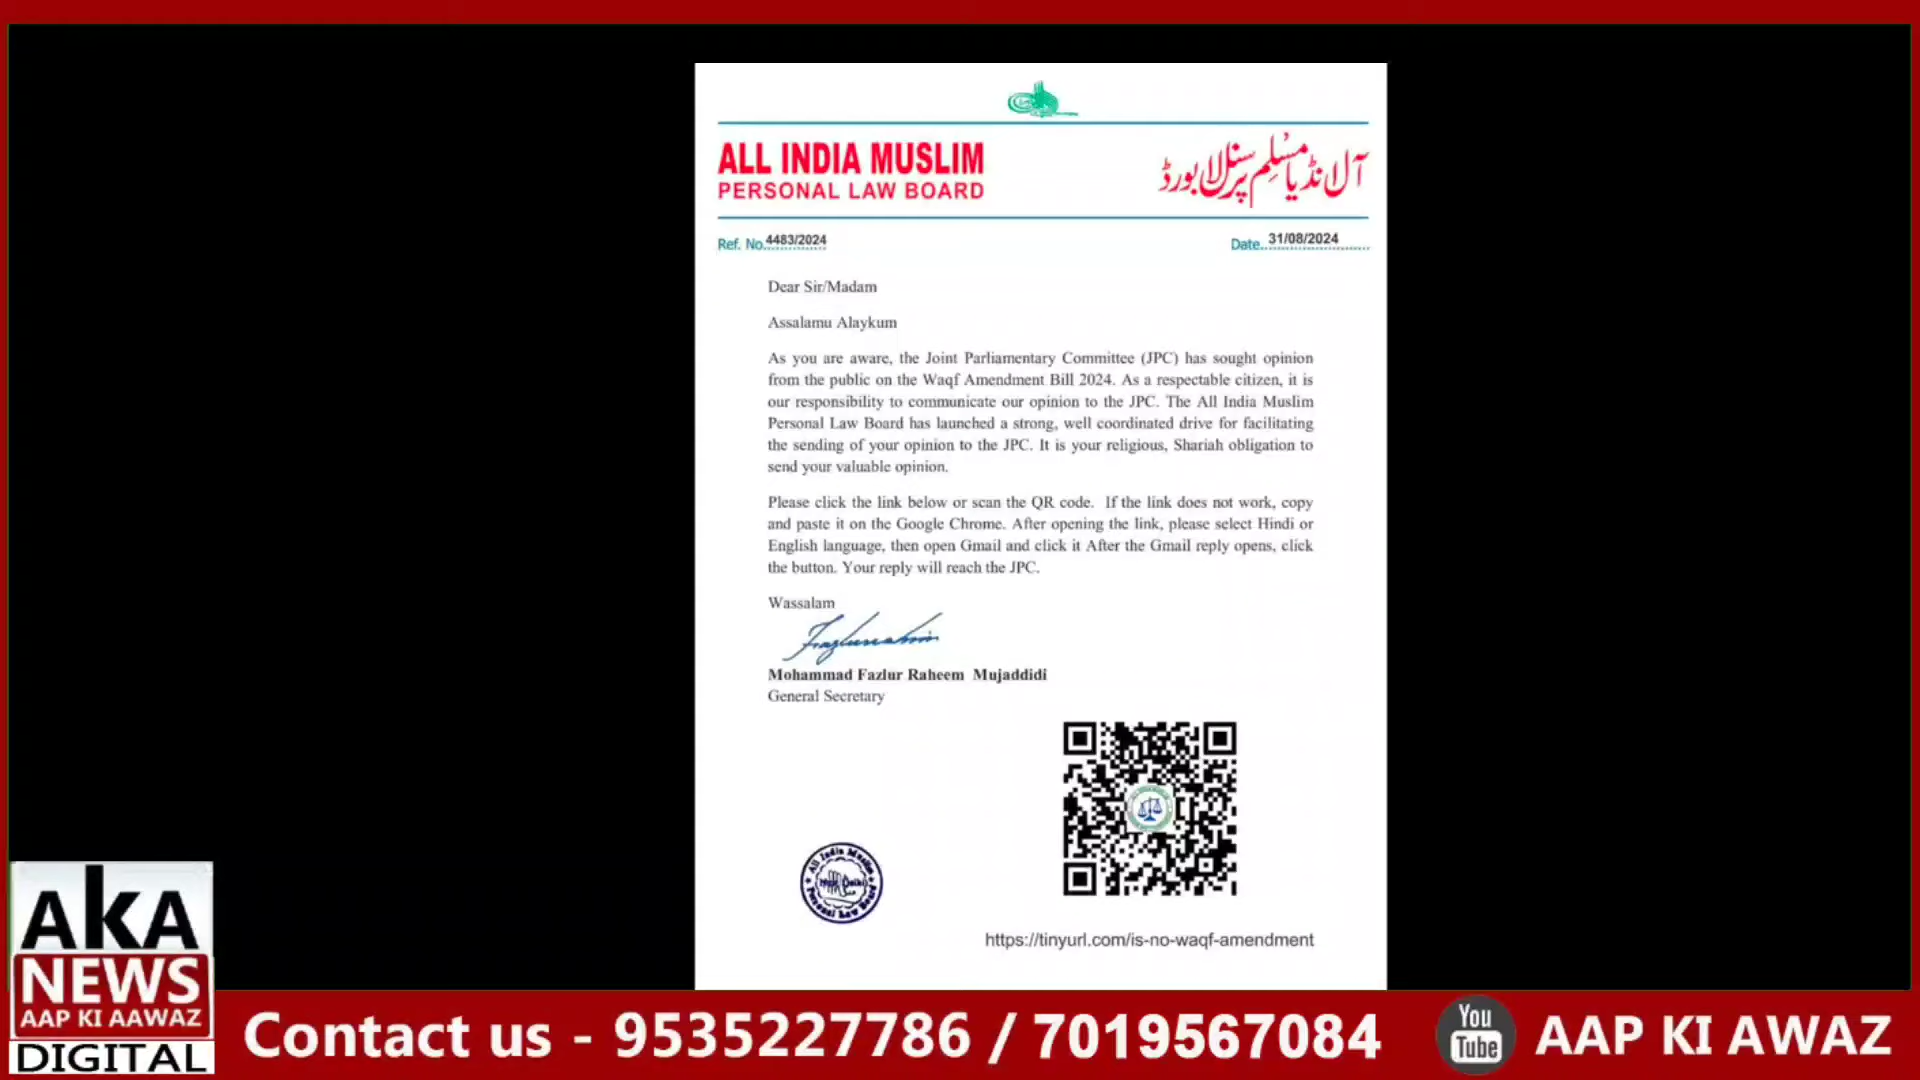 ALL INDIA MUSLIM
PERSONAL LAW BOARD
آل انڈیا مسلم پرسنل لا بورڈ
Ref. No. 4483/2024
Date. 31/08/2024
Dear Sir/Madam
Assalamu Alaykum
As you are aware, the Joint Parliamentary Committee (JPC) has sought opinion
from the public on the Waqf Amendment Bill 2024. As a respectable citizen, it is
our responsibility to communicate our opinion to the JPC. The All India Muslim
Personal Law Board has launched a strong, well coordinated drive for facilitating
the sending of your opinion to the JPC. It is your religious, Shariah obligation to
send your valuable opinion.
Please click the link below or scan the QR code. If the link does not work, copy
and paste it on the Google Chrome. After opening the link, please select Hindi or
English language, then open Gmail and click it After the Gmail reply opens, click
the button. Your reply will reach the JPC.
Wassalam
Fazlurrahim
Mohammad Fazlur Raheem Mujaddidi
General Secretary
All India Muslim
Personal Law Board
https://tinyurl.com/is-no-waqf-amendment
AKA
NEWS
AAP KI AAWAZ
DIGITAL
Contact us - 9535227786 / 7019567084
You
Tube
AAP KI AWAZ